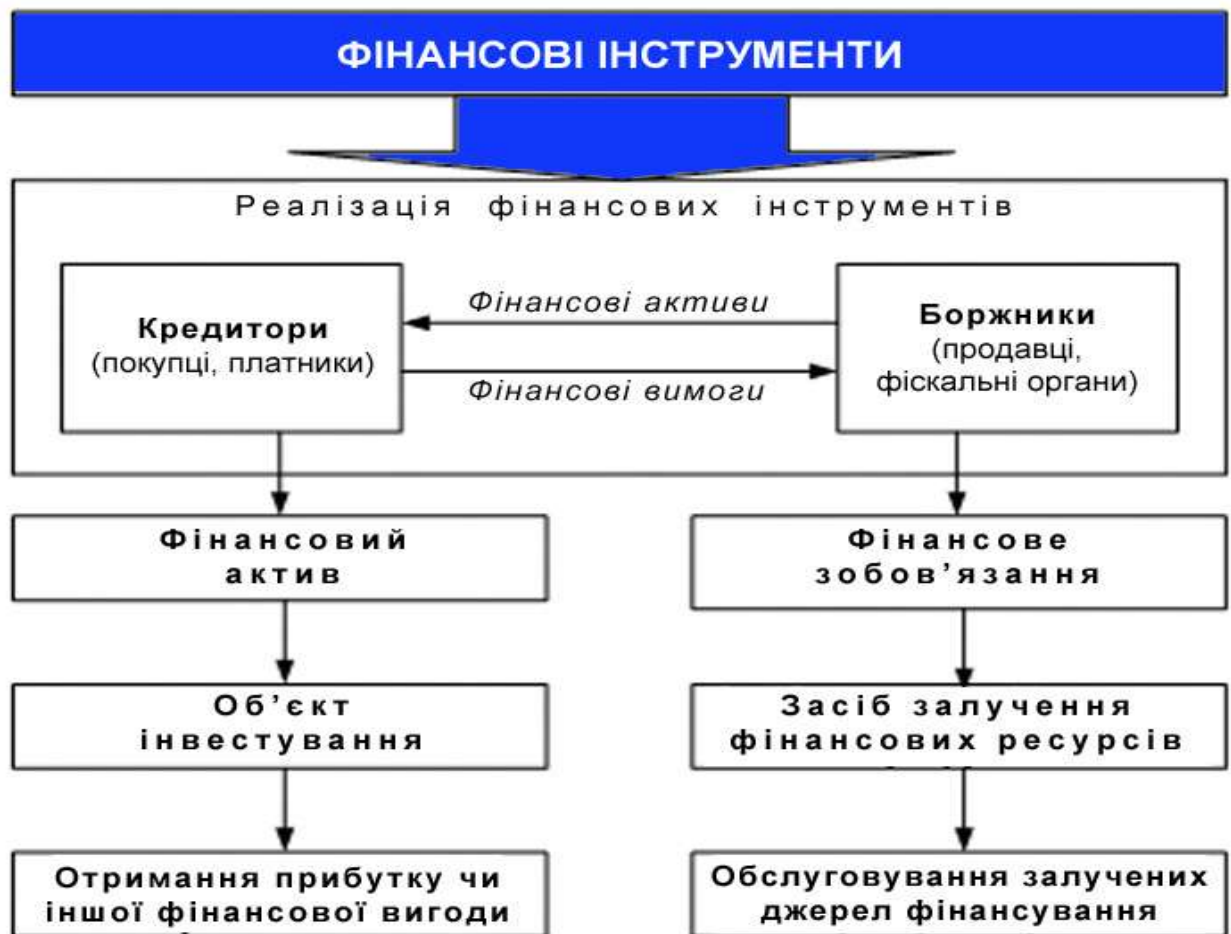 ФІНАНСОВІ ІНСТРУМЕНТИ
Реалізація фінансових інструментів
Кредитори
(покупці, платники)
Фінансові активи
Фінансові вимоги
Боржники
(продавці,
фіскальні органи)
Фінансовий
актив
Фінансове
зобов’язання
Об’єкт
інвестування
Засіб залучення
фінансових ресурсів
Отримання прибутку чи
іншої фінансової вигоди
Обслуговування залучених
джерел фінансування